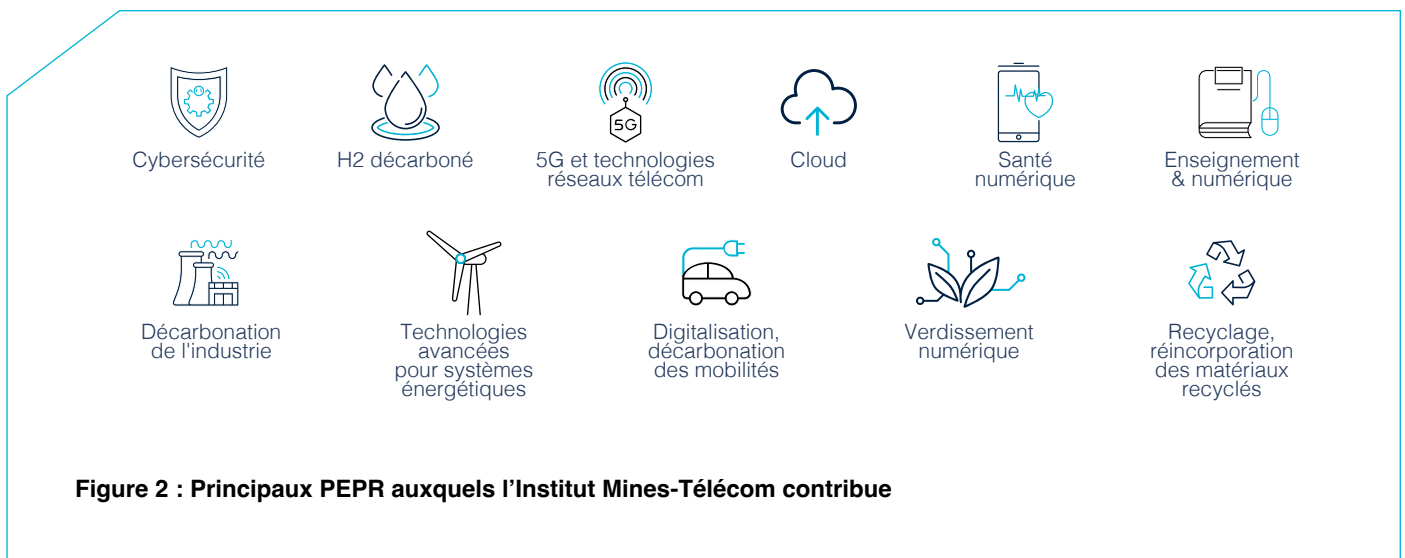 5G
Cybersécurité
H2 décarboné
5G et technologies
réseaux télécom
Cloud
Santé
numérique
Enseignement
& numérique
Décarbonation
de l'industrie
Technologies
avancées
pour systèmes
énergétiques
Digitalisation,
décarbonation
des mobilités
Verdissement
numérique
Recyclage,
réincorporation
des matériaux
recyclés
Figure 2 : Principaux PEPR auxquels l’Institut Mines-Télécom contribue